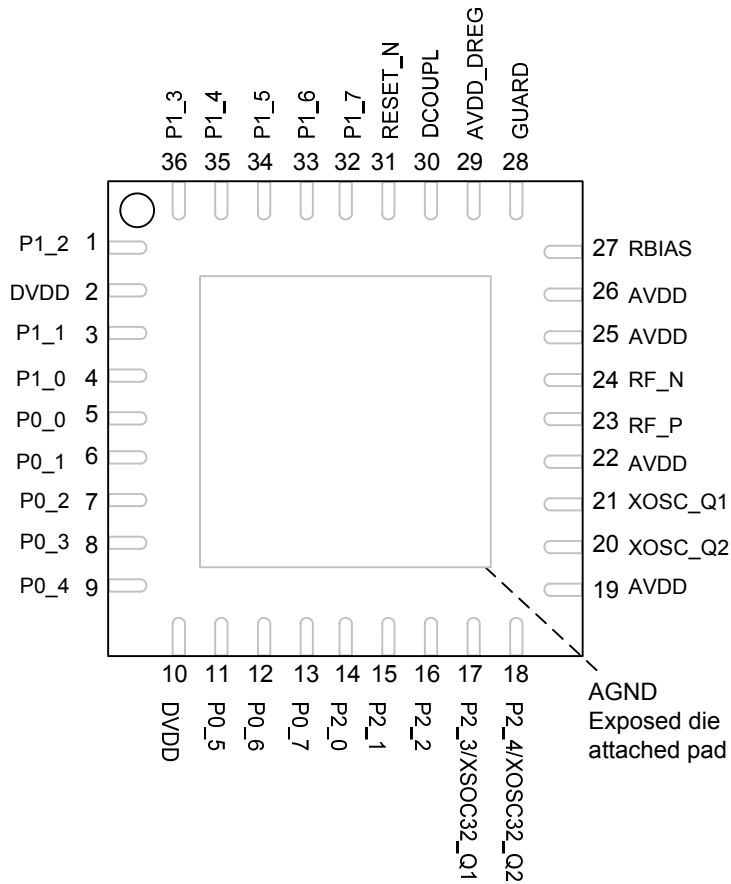 P1_3
P1_4
P1_5
P1_6
P1_7
RESET_N
DCOUPL
AVDD_DREG
GUARD
36 35 34 33 32 31 30 29 28
P1_2 1
DVDD 2
P1_1 3
P1_0 4
P0_0 5
P0_1 6
P0_2 7
P0_3 8
P0_4 9
27 RBIAS
26 AVDD
25 AVDD
24 RF_N
23 RF_P
22 AVDD
21 XOSC_Q1
20 XOSC_Q2
19 AVDD
10 11 12 13 14 15 16 17 18
DVDD
P0_5
P0_6
P0_7
P2_0
P2_1
P2_2
P2_3/XSOC32_Q1
P2_4/XOSC32_Q2
AGND
Exposed die
attached pad